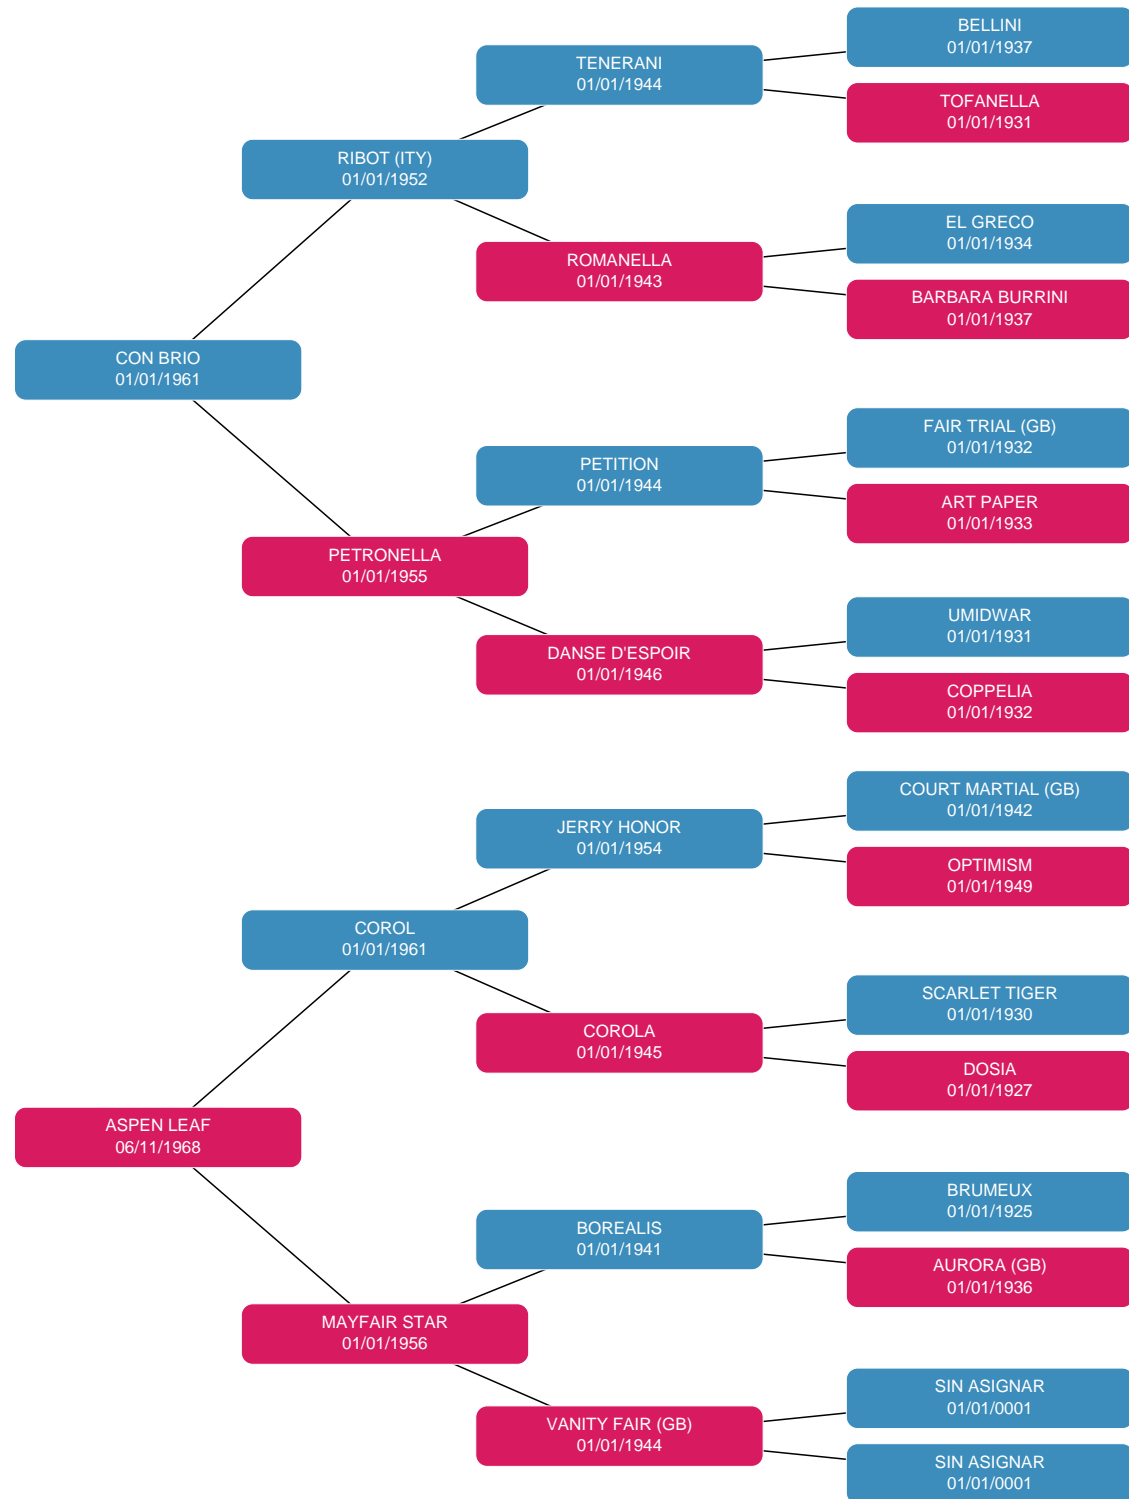 BELLINI
01/01/1937
TENERANI
01/01/1944
TOFANELLA
01/01/1931
RIBOT (ITY)
01/01/1952
EL GRECO
01/01/1934
ROMANELLA
01/01/1943
BARBARA BURRINI
01/01/1937
CON BRIO
01/01/1961
FAIR TRIAL (GB)
01/01/1932
PETITION
01/01/1944
ART PAPER
01/01/1933
PETRONELLA
01/01/1955
UMIDWAR
01/01/1931
DANSE D'ESPOIR
01/01/1946
COPPELIA
01/01/1932
COURT MARTIAL (GB)
01/01/1942
JERRY HONOR
01/01/1954
OPTIMISM
01/01/1949
COROL
01/01/1961
SCARLET TIGER
01/01/1930
COROLA
01/01/1945
DOSIA
01/01/1927
ASPEN LEAF
06/11/1968
BRUMEUX
01/01/1925
BOREALIS
01/01/1941
AURORA (GB)
01/01/1936
MAYFAIR STAR
01/01/1956
SIN ASIGNAR
01/01/0001
VANITY FAIR (GB)
01/01/1944
SIN ASIGNAR
01/01/0001